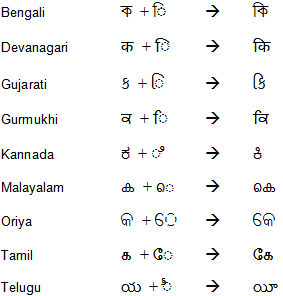 Bengali ক + ি → কি
Devanagari क + ि → कि
Gujarati ક + િ → કિ
Gurmukhi ਕ + ਿ → ਕਿ
Kannada ಕ + ಿ → ಕಿ
Malayalam ക + െ → കെ
Oriya କ + େ → କେ
Tamil க + ே → கே
Telugu య + ీ → యీ